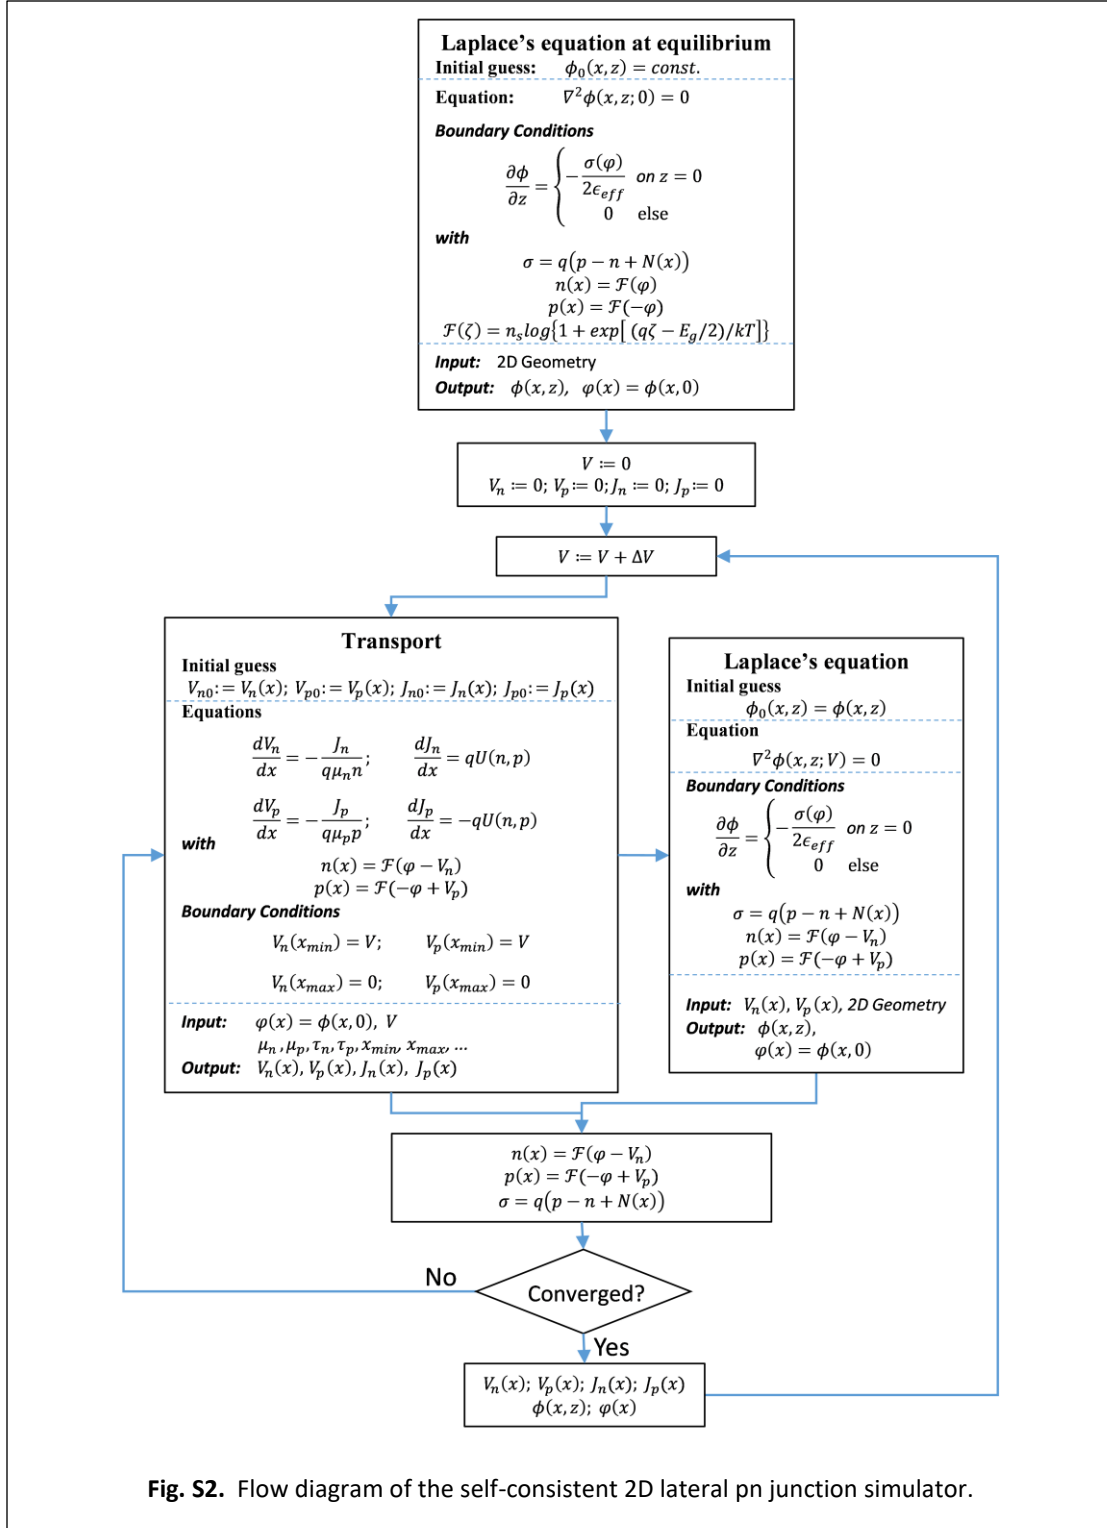 Laplace's equation at equilibrium
Initial guess: ϕ₀(x, z) = const.
Equation: ∇²ϕ(x, z; 0) = 0
Boundary Conditions
∂ϕ/∂z = { −σ(φ)/2ϵ_eff on z = 0
0 else
with
σ = q(p − n + N(x))
n(x) = ℱ(φ)
p(x) = ℱ(−φ)
ℱ(ζ) = n_s log{1 + exp[ (qζ − E_g/2)/kT]}
Input: 2D Geometry
Output: ϕ(x, z), φ(x) = ϕ(x, 0)
V ≔ 0
V_n ≔ 0; V_p ≔ 0; J_n ≔ 0; J_p ≔ 0
V ≔ V + ΔV
Transport
Initial guess
V_n0 := V_n(x); V_p0 := V_p(x); J_n0 := J_n(x); J_p0 := J_p(x)
Equations
dV_n/dx = −J_n/qμ_n n; dJ_n/dx = qU(n, p)
dV_p/dx = −J_p/qμ_p p; dJ_p/dx = −qU(n, p)
with
n(x) = ℱ(φ − V_n)
p(x) = ℱ(−φ + V_p)
Boundary Conditions
V_n(x_min) = V; V_p(x_min) = V
V_n(x_max) = 0; V_p(x_max) = 0
Input: φ(x) = ϕ(x, 0), V
μ_n, μ_p, τ_n, τ_p, x_min, x_max, ...
Output: V_n(x), V_p(x), J_n(x), J_p(x)
Laplace's equation
Initial guess
ϕ₀(x, z) = ϕ(x, z)
Equation
∇²ϕ(x, z; V) = 0
Boundary Conditions
∂ϕ/∂z = { −σ(φ)/2ϵ_eff on z = 0
0 else
with
σ = q(p − n + N(x))
n(x) = ℱ(φ − V_n)
p(x) = ℱ(−φ + V_p)
Input: V_n(x), V_p(x), 2D Geometry
Output: ϕ(x, z),
φ(x) = ϕ(x, 0)
n(x) = ℱ(φ − V_n)
p(x) = ℱ(−φ + V_p)
σ = q(p − n + N(x))
No
Converged?
Yes
V_n(x); V_p(x); J_n(x); J_p(x)
ϕ(x, z); φ(x)
Fig. S2. Flow diagram of the self-consistent 2D lateral pn junction simulator.